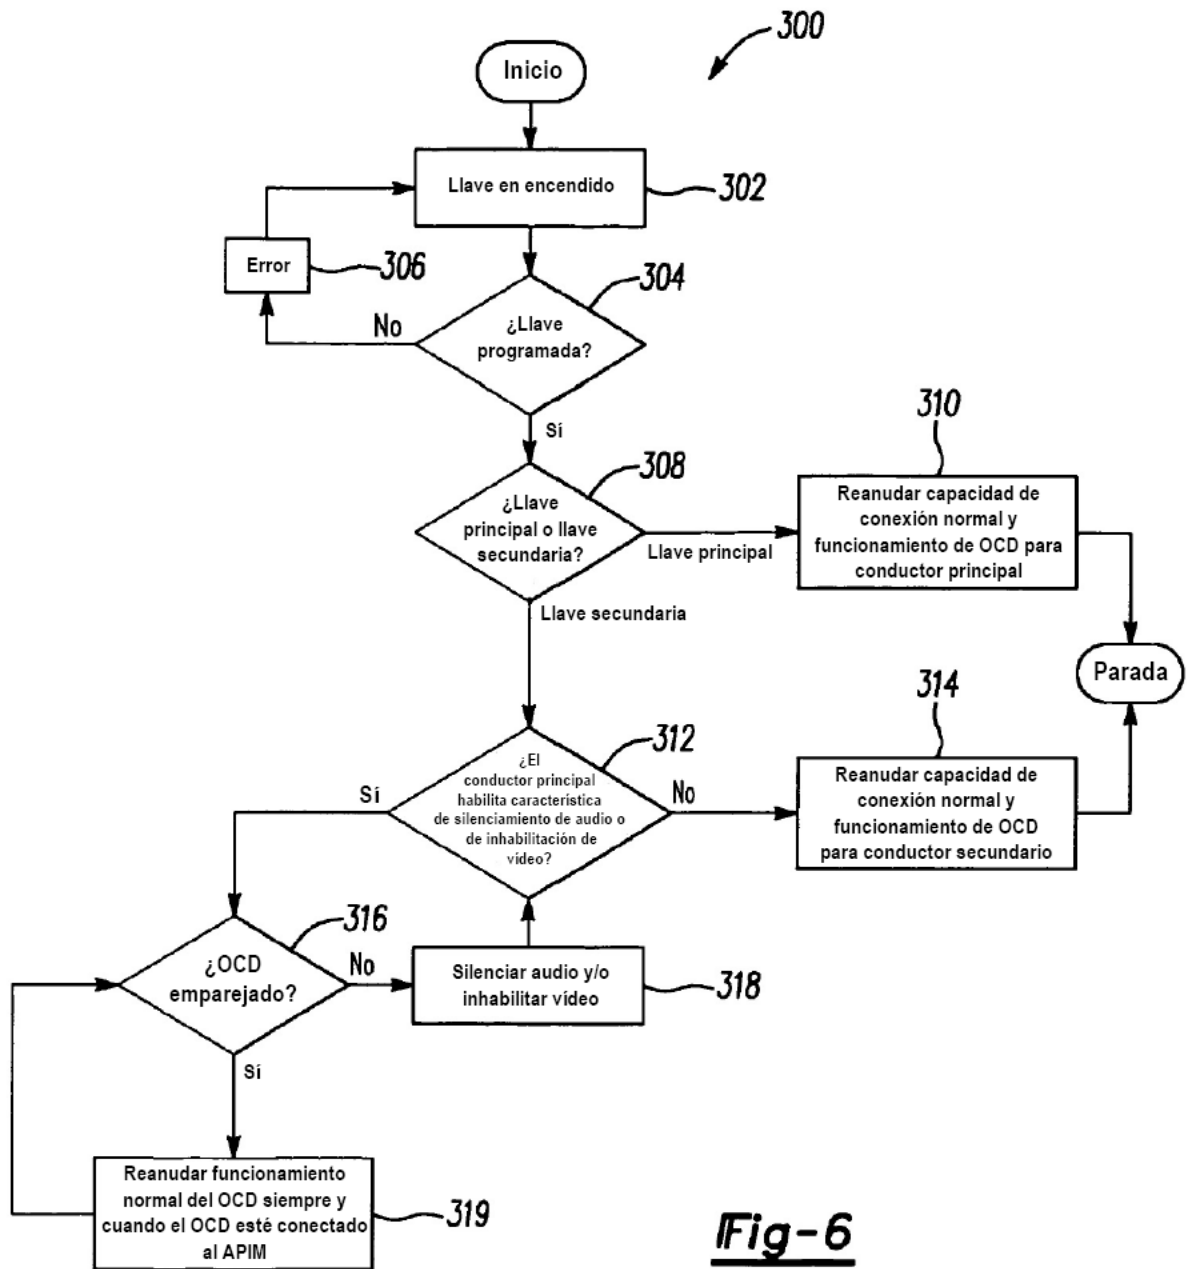 300
Inicio
Llave en encendido
302
Error
306
304
¿Llave
programada?
No
Sí
308
¿Llave
principal o llave
secundaria?
Llave principal
310
Reanudar capacidad de
conexión normal y
funcionamiento de OCD para
conductor principal
Llave secundaria
Parada
312
¿El
conductor principal
habilita característica
de silenciamiento de audio o
de inhabilitación de
vídeo?
Sí
No
314
Reanudar capacidad de
conexión normal y
funcionamiento de OCD
para conductor secundario
316
¿OCD
emparejado?
No
Silenciar audio y/o
inhabilitar vídeo
318
Sí
Reanudar funcionamiento
normal del OCD siempre y
cuando el OCD esté conectado
al APIM
319
Fig-6